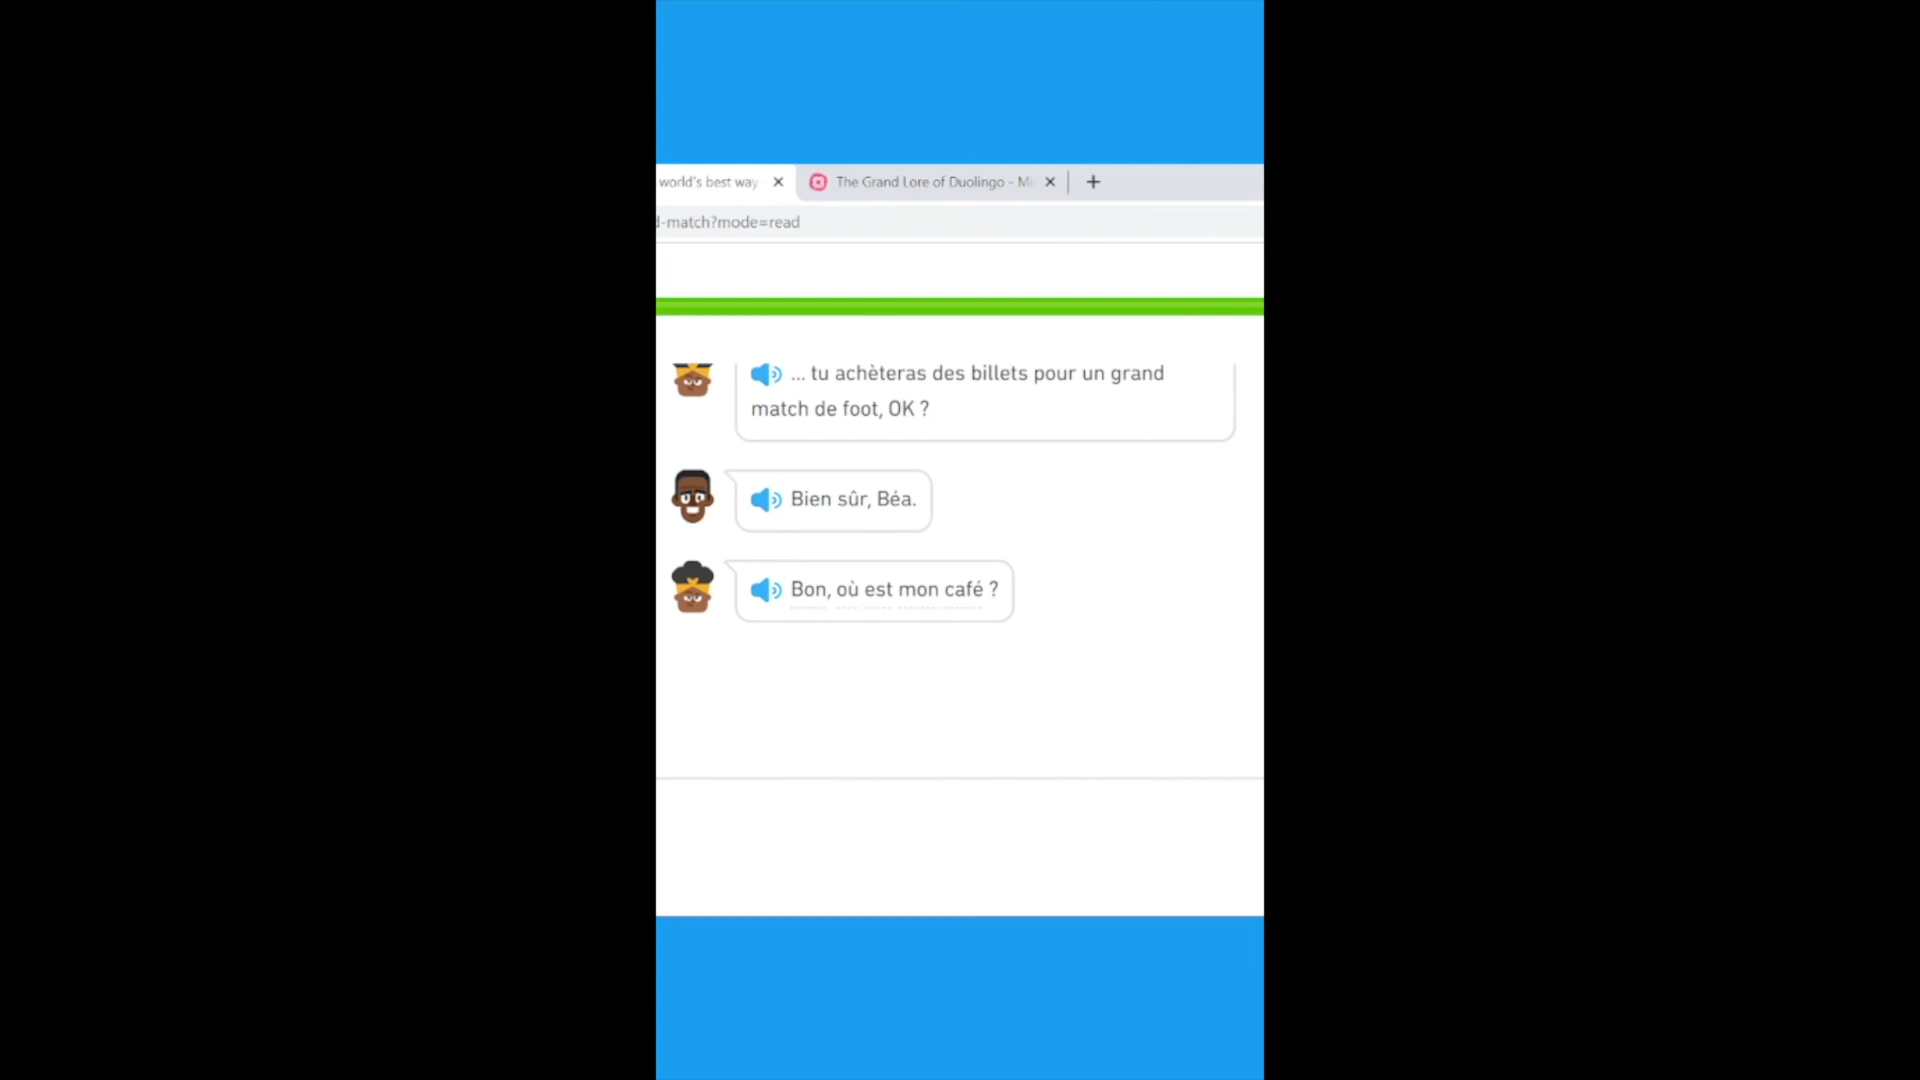 world's best way
The Grand Lore of Duolingo - Mi
d-match?mode=read
... tu achèteras des billets pour un grand
match de foot, OK ?
Bien sûr, Béa.
Bon, où est mon café ?